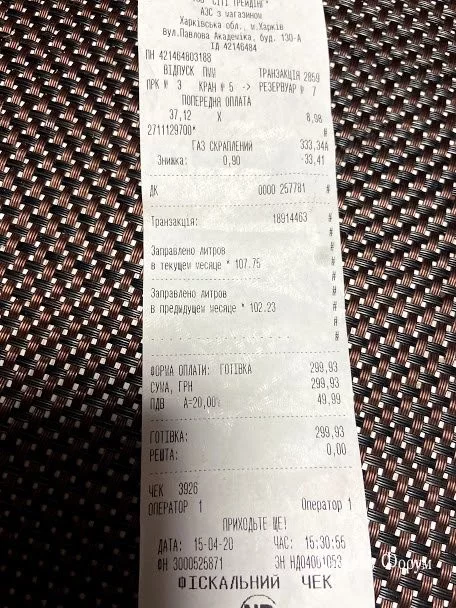 СІТІ ТРЕЙДІНГ"
АЗС з магазином
Харківська обл., м.Харків
Вул.Павлова Академіка, буд. 130-А
ІД 42146484
ПН 421464803188
ВІДПУСК ПММ ТРАНЗАКЦІЯ 2859
ПРК № 3 КРАН № 5 -> РЕЗЕРВУАР № 7
ПОПЕРЕДНЯ ОПЛАТА
37,12 X 8,98
2711129700* #
ГАЗ СКРАПЛЕНИЙ 333,34А
Знижка: 0,90 -33,41
ДК 0000 257781 #
Транзакція: 18914463 #
#
Заправлено литров #
в текущем месяце * 107.75 #
#
Заправлено литров #
в предыдущем месяце * 102.23 #
#
. . . . . . . . . . . . . . . #
ФОРМА ОПЛАТИ: ГОТІВКА 299,93
СУМА, ГРН 299,93
ПДВ А=20,00% 49,99
ГОТІВКА: 299,93
РЕШТА: 0,00
ЧЕК 3926
ОПЕРАТОР 1 Оператор 1
ПРИХОДЬТЕ ЩЕ!
ДАТА: 15-04-20 ЧАС: 15:30:55
ФН 3000525871 ЗН НД04001053
ФІСКАЛЬНИЙ ЧЕК
Форум